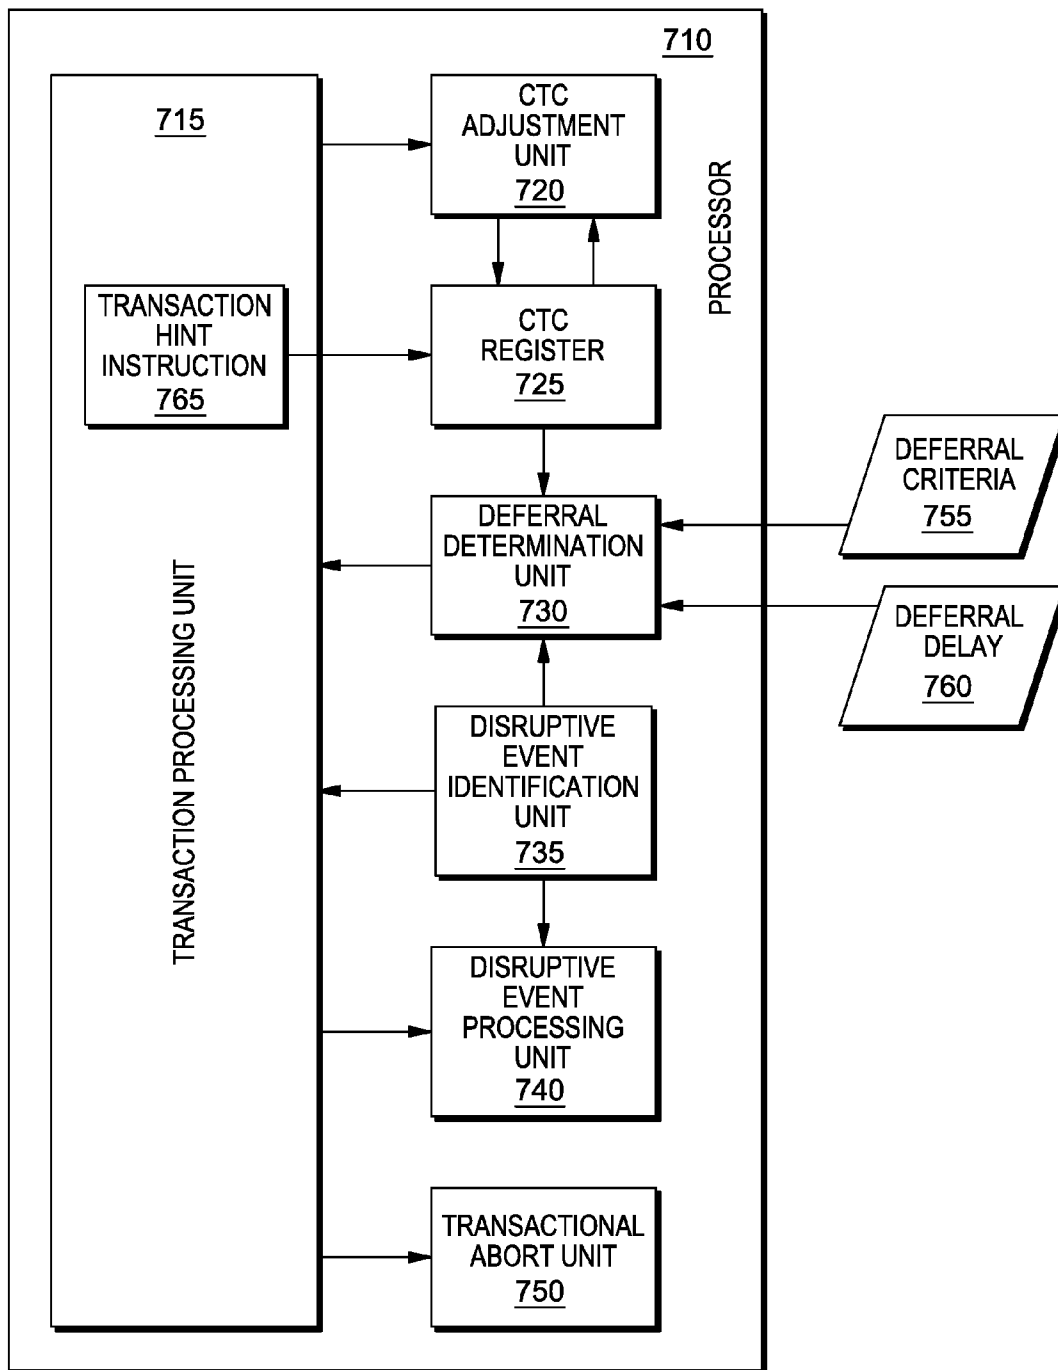 710
PROCESSOR
715
TRANSACTION PROCESSING UNIT
CTC
ADJUSTMENT
UNIT
720
TRANSACTION
HINT
INSTRUCTION
765
CTC
REGISTER
725
DEFERRAL
DETERMINATION
UNIT
730
DEFERRAL
CRITERIA
755
DEFERRAL
DELAY
760
DISRUPTIVE
EVENT
IDENTIFICATION
UNIT
735
DISRUPTIVE
EVENT
PROCESSING
UNIT
740
TRANSACTIONAL
ABORT UNIT
750